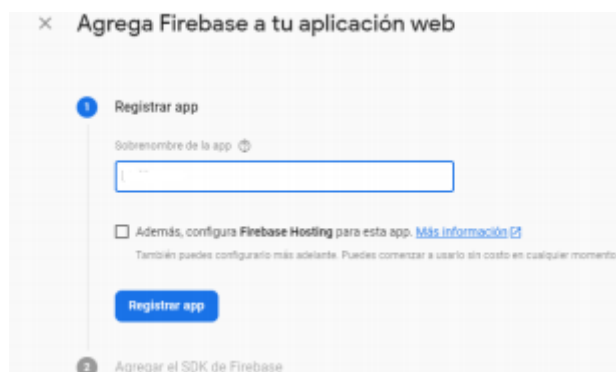 Agrega Firebase a tu aplicación web
1
Registrar app
Sobrenombre de la app
Además, configura Firebase Hosting para esta app. Más información
También puedes configurarlo más adelante. Puedes comenzar a usarlo sin costo en cualquier momento
Registrar app
2
Agregar el SDK de Firebase